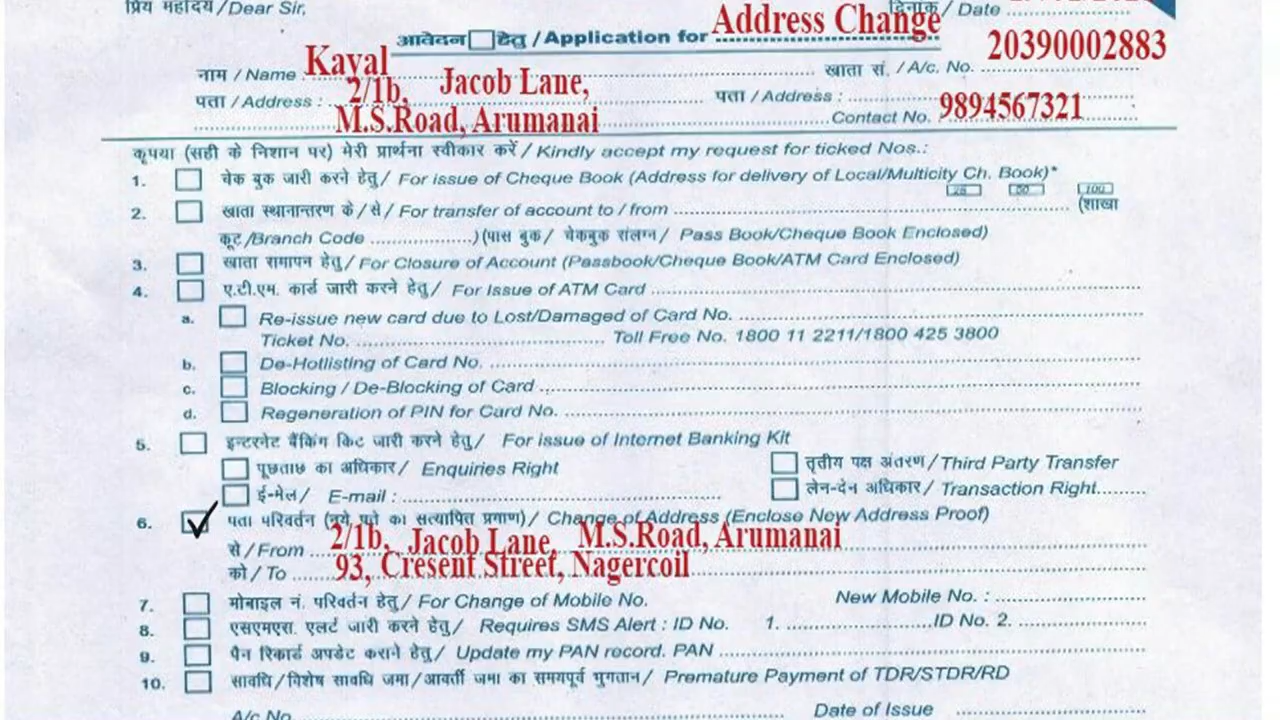 प्रिय महोदय/Dear Sir,
दिनांक/ Date
आवेदन हेतु /Application for Address Change
नाम / Name Kayal खाता सं. /A/c. No. 20390002883
पता /Address : 2/1b, Jacob Lane, पता /Address :
M.S.Road, Arumanai Contact No. : 9894567321
कृपया (सही के निशान पर) मेरी प्रार्थना स्वीकार करें/ Kindly accept my request for ticked Nos.:
1. चेक बुक जारी करने हेतु/ For issue of Cheque Book (Address for delivery of Local/Multicity Ch. Book)*
25 50 100
2. खाता स्थानान्तरण के/से/For transfer of account to / from (शाखा
कूट/Branch Code )(पास बुक/ चेकबुक संलग्न/ Pass Book/Cheque Book Enclosed)
3. खाता समापन हेतु/ For Closure of Account (Passbook/Cheque Book/ATM Card Enclosed)
4. ए.टी.एम. कार्ड जारी करने हेतु/ For Issue of ATM Card
a. Re-issue new card due to Lost/Damaged of Card No.
Ticket No. Toll Free No. 1800 11 2211/1800 425 3800
b. De-Hotlisting of Card No.
c. Blocking / De-Blocking of Card
d. Regeneration of PIN for Card No.
5. इन्टरनेट बैंकिंग किट जारी करने हेतु/ For issue of Internet Banking Kit
पूछताछ का अधिकार/ Enquiries Right तृतीय पक्ष अंतरण/Third Party Transfer
ई-मेल/ E-mail : लेन-देन अधिकार/ Transaction Right
6. पता परिवर्तन (नये पते का सत्यापित प्रमाण)/ Change of Address (Enclose New Address Proof)
से/From 2/1b, Jacob Lane, M.S.Road, Arumanai
को/ To 93, Cresent Street, Nagercoil
7. मोबाइल नं. परिवर्तन हेतु/ For Change of Mobile No. New Mobile No. :
8. एसएमएस. एलर्ट जारी करने हेतु/ Requires SMS Alert : ID No. 1. ID No. 2.
9. पैन रिकार्ड अपडेट कराने हेतु/ Update my PAN record. PAN
10. सावधि/विशेष सावधि जमा/आवर्ती जमा का समयपूर्व भुगतान/ Premature Payment of TDR/STDR/RD
A/c No. Date of Issue